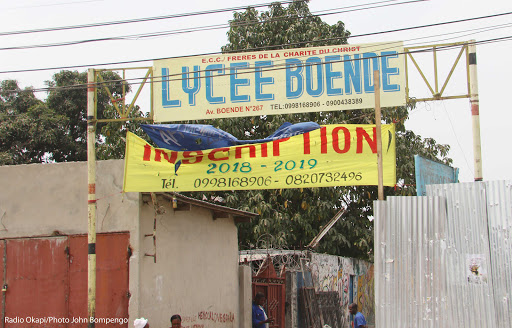 E.C.C./ FRERES DE LA CHARITE DU CHRIST
LYCEE BOENDE
Av. BOENDE N°267 TEL: 0998168906 - 0900438389
INSCRIPTION
2018 - 2019
Tél. 0998168906 - 0820732496
Radio Okapi/Photo John Bompengo